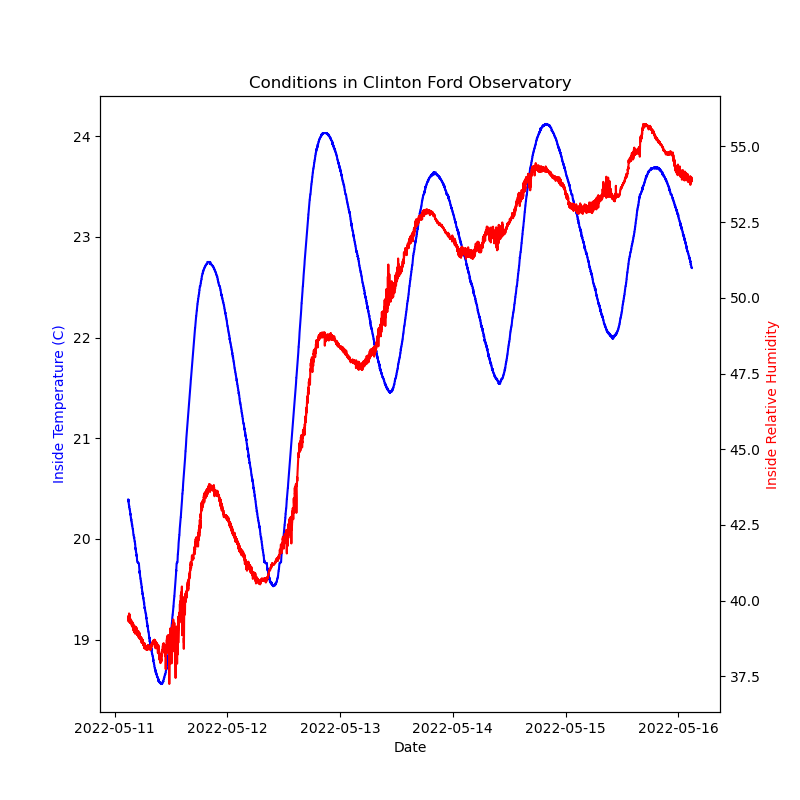 Conditions in Clinton Ford Observatory
Inside Temperature (C)
24
23
22
21
20
19
55.0
52.5
50.0
47.5
45.0
42.5
40.0
37.5
Inside Relative Humidity
2022-05-11 2022-05-12 2022-05-13 2022-05-14 2022-05-15 2022-05-16
Date